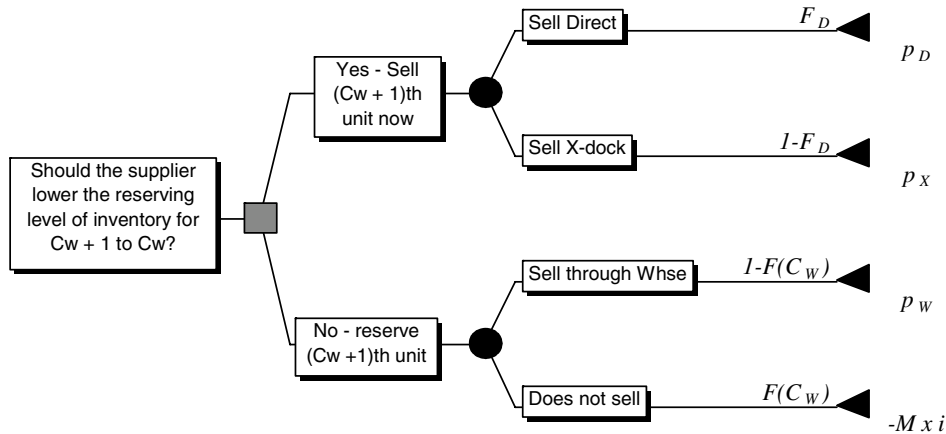 Should the supplier
lower the reserving
level of inventory for
Cw + 1 to Cw?
Yes - Sell
(Cw + 1)th
unit now
Sell Direct
F_D
p_D
Sell X-dock
1-F_D
p_X
No - reserve
(Cw +1)th unit
Sell through Whse
1-F(C_W)
p_W
Does not sell
F(C_W)
-M x i